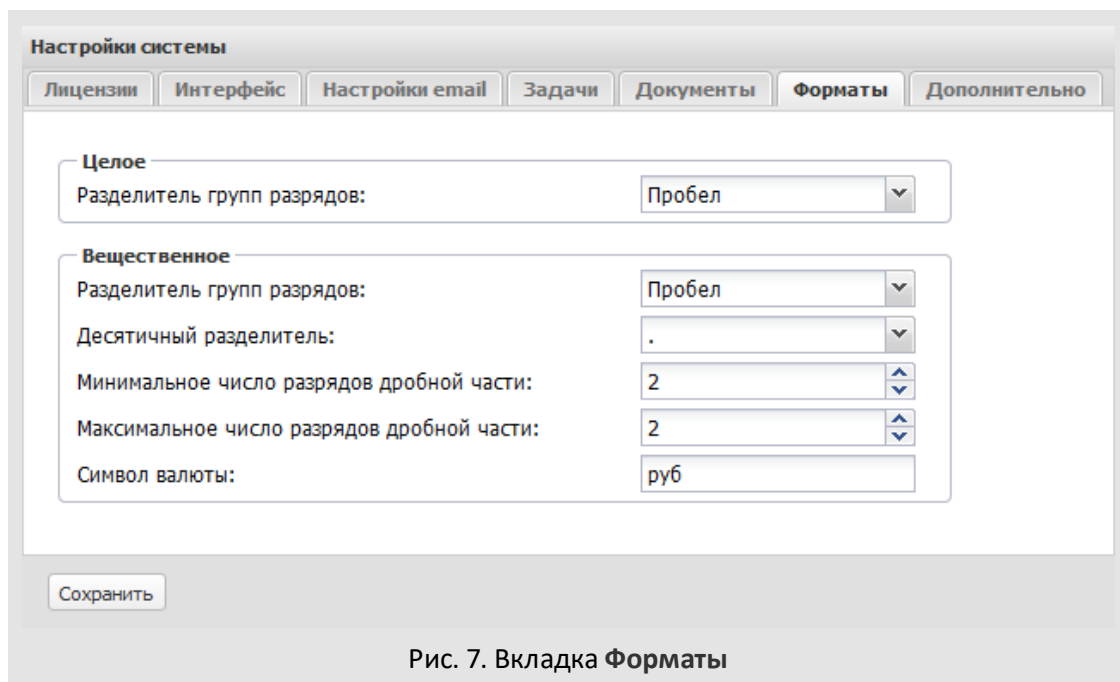 Настройки системы
Лицензии Интерфейс Настройки email Задачи Документы Форматы Дополнительно
Целое
Разделитель групп разрядов: Пробел
Вещественное
Разделитель групп разрядов: Пробел
Десятичный разделитель: .
Минимальное число разрядов дробной части: 2
Максимальное число разрядов дробной части: 2
Символ валюты: руб
Сохранить
Рис. 7. Вкладка Форматы